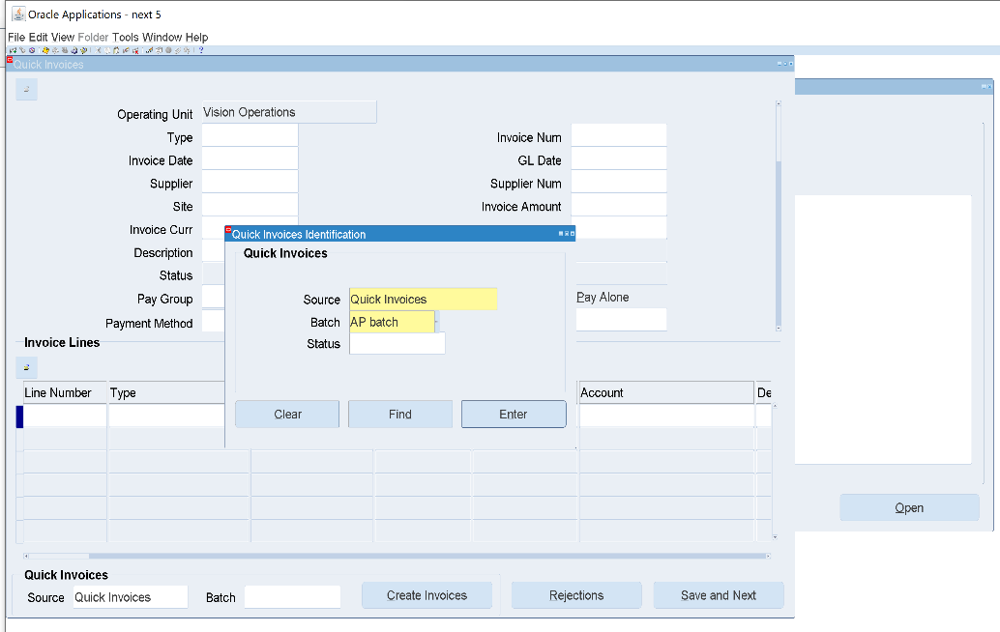 Oracle Applications - next 5
File Edit View Folder Tools Window Help
Quick Invoices
Operating Unit Vision Operations
Type Invoice Num
Invoice Date GL Date
Supplier Supplier Num
Site Invoice Amount
Invoice Curr
Description
Status
Pay Group Pay Alone
Payment Method
Quick Invoices Identification
Quick Invoices
Source Quick Invoices
Batch AP batch
Status
Clear Find Enter
Invoice Lines
Line Number Type Account De
Open
Quick Invoices
Source Quick Invoices Batch Create Invoices Rejections Save and Next